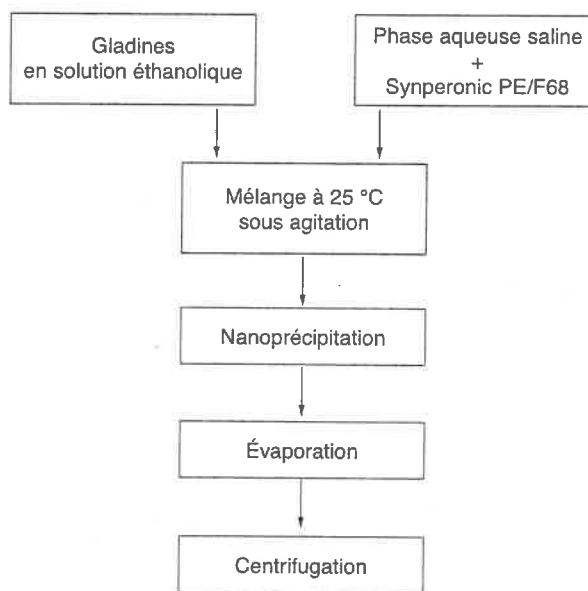 Gladines
en solution éthanolique
Phase aqueuse saline
+
Synperonic PE/F68
Mélange à 25 °C
sous agitation
Nanoprécipitation
Évaporation
Centrifugation